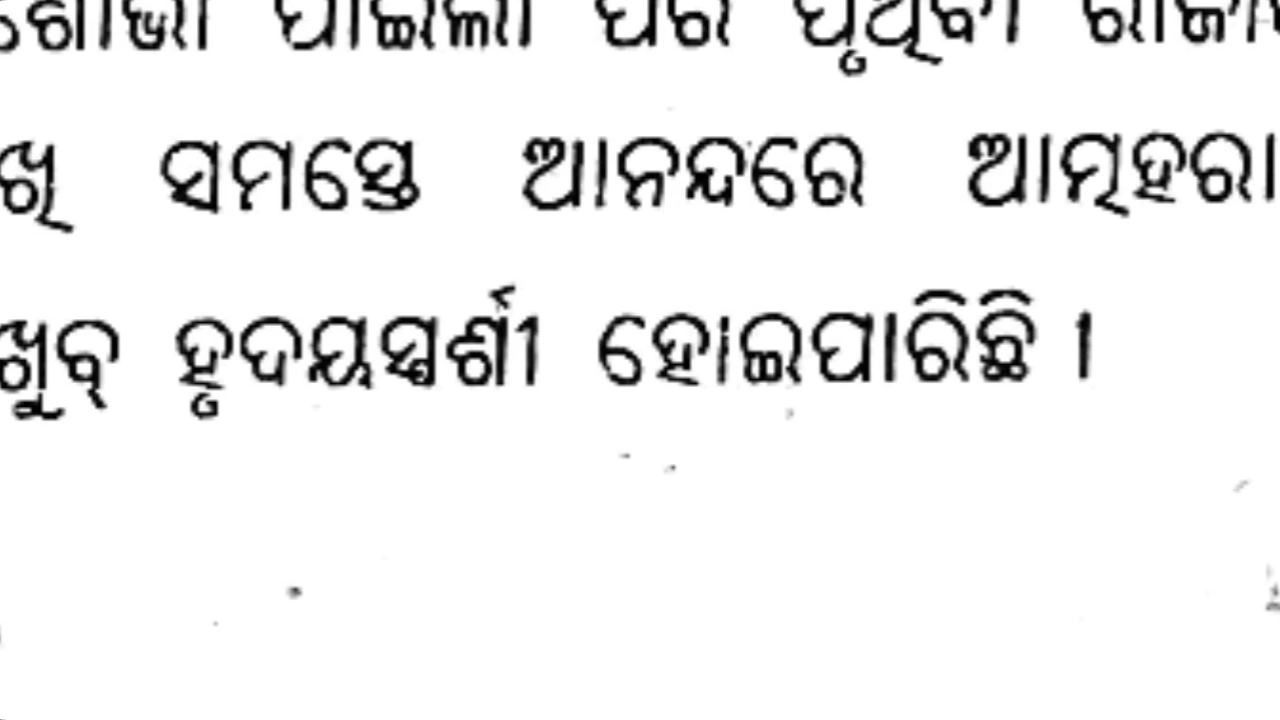 ଶୋଭା ପାଇଲା ପରି ପୃଥିବୀ
ଖି ସମସ୍ତେ ଆନନ୍ଦରେ ଆତ୍ମହରା
ଖୁବ୍ ହୃଦୟସ୍ପର୍ଶୀ ହୋଇପାରିଛି ।